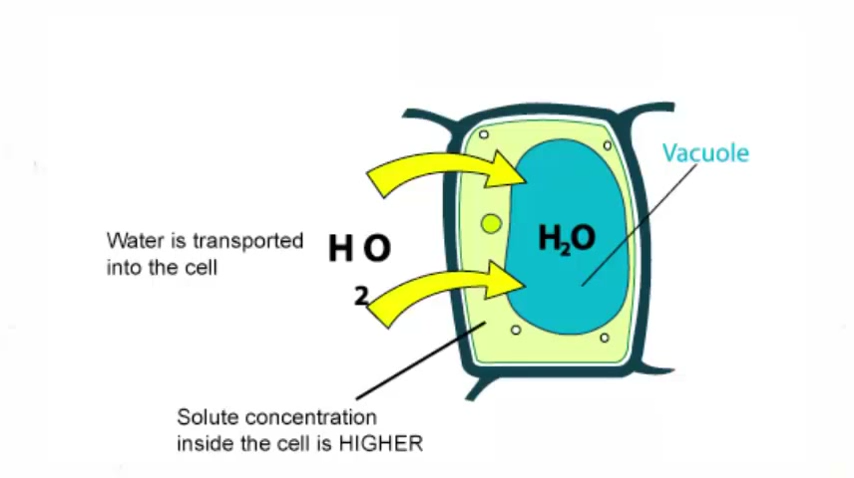 Vacuole
Water is transported
into the cell
H O
2
H₂O
Solute concentration
inside the cell is HIGHER